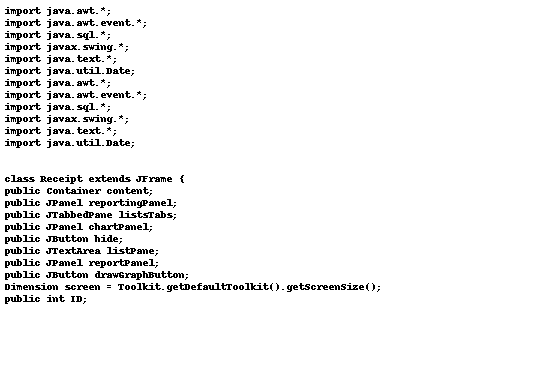 import java.awt.*;
import java.awt.event.*;
import java.sql.*;
import javax.swing.*;
import java.text.*;
import java.util.Date;
import java.awt.*;
import java.awt.event.*;
import java.sql.*;
import javax.swing.*;
import java.text.*;
import java.util.Date;
class Receipt extends JFrame {
public Container content;
public JPanel reportingPanel;
public JTabbedPane listsTabs;
public JPanel chartPanel;
public JButton hide;
public JTextArea listPane;
public JPanel reportPanel;
public JButton drawGraphButton;
Dimension screen = Toolkit.getDefaultToolkit().getScreenSize();
public int ID;